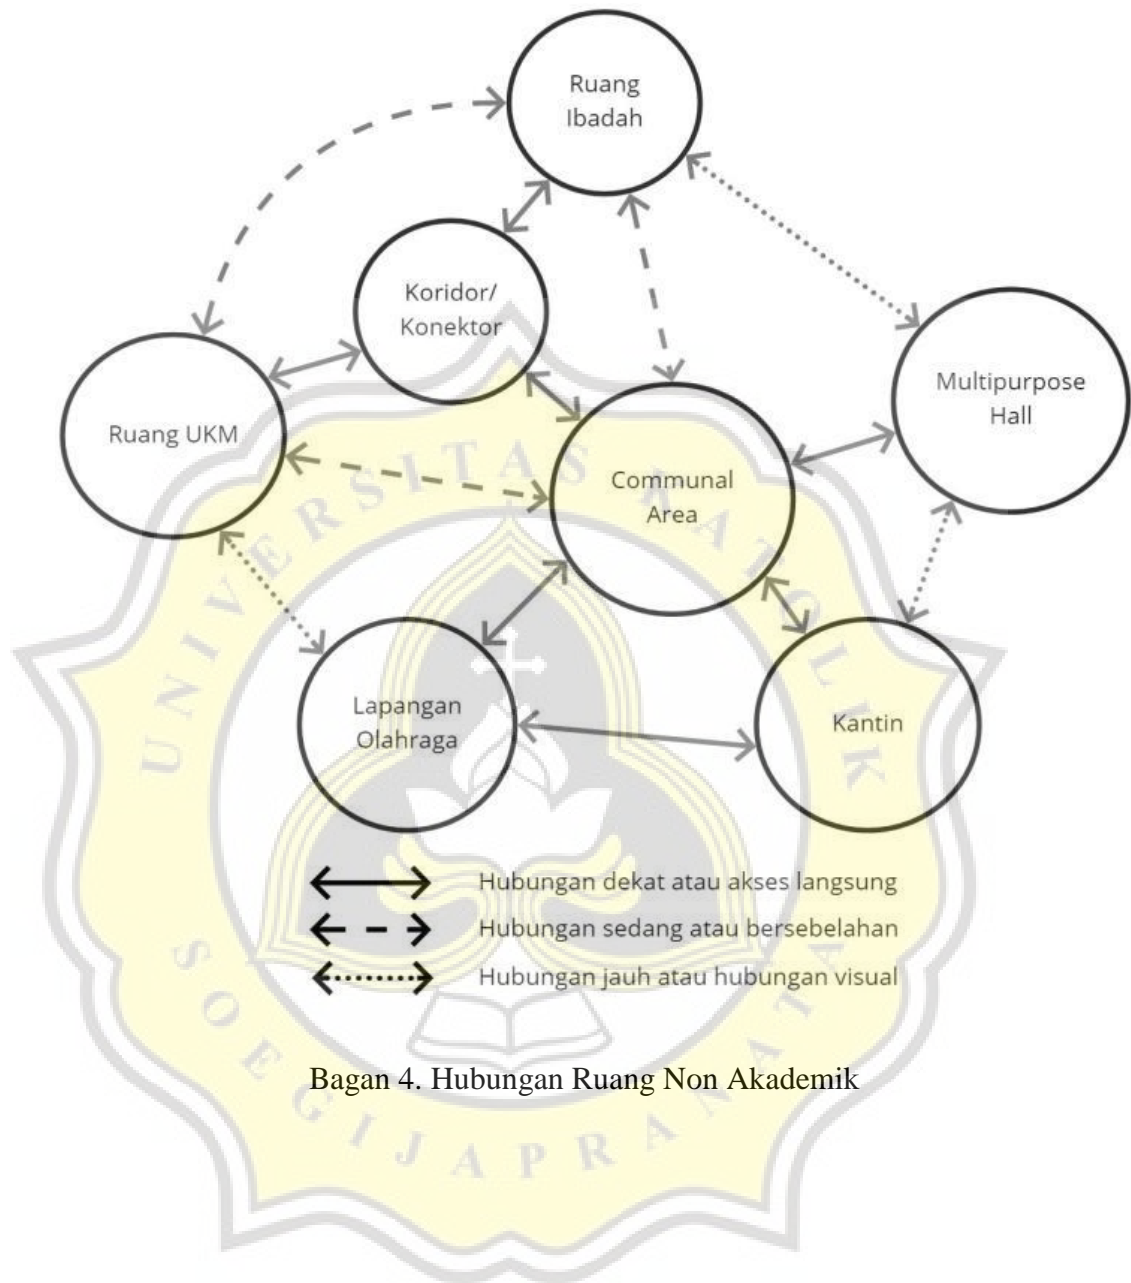 Ruang
Ibadah
Koridor/
Konektor
Multipurpose
Hall
Ruang UKM
Communal
Area
Lapangan
Olahraga
Kantin
Hubungan dekat atau akses langsung
Hubungan sedang atau bersebelahan
Hubungan jauh atau hubungan visual
Bagan 4. Hubungan Ruang Non Akademik
UNIVERSITAS KATOLIK
SOEGIJAPRANATA